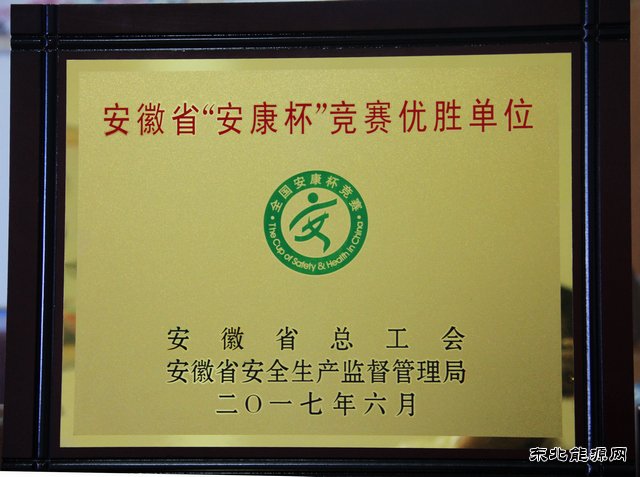 安徽省“安康杯”竞赛优胜单位
全国安康杯竞赛
The Cup of Safety & Health in China
安徽省总工会
安徽省安全生产监督管理局
二〇一七年六月
东北能源网